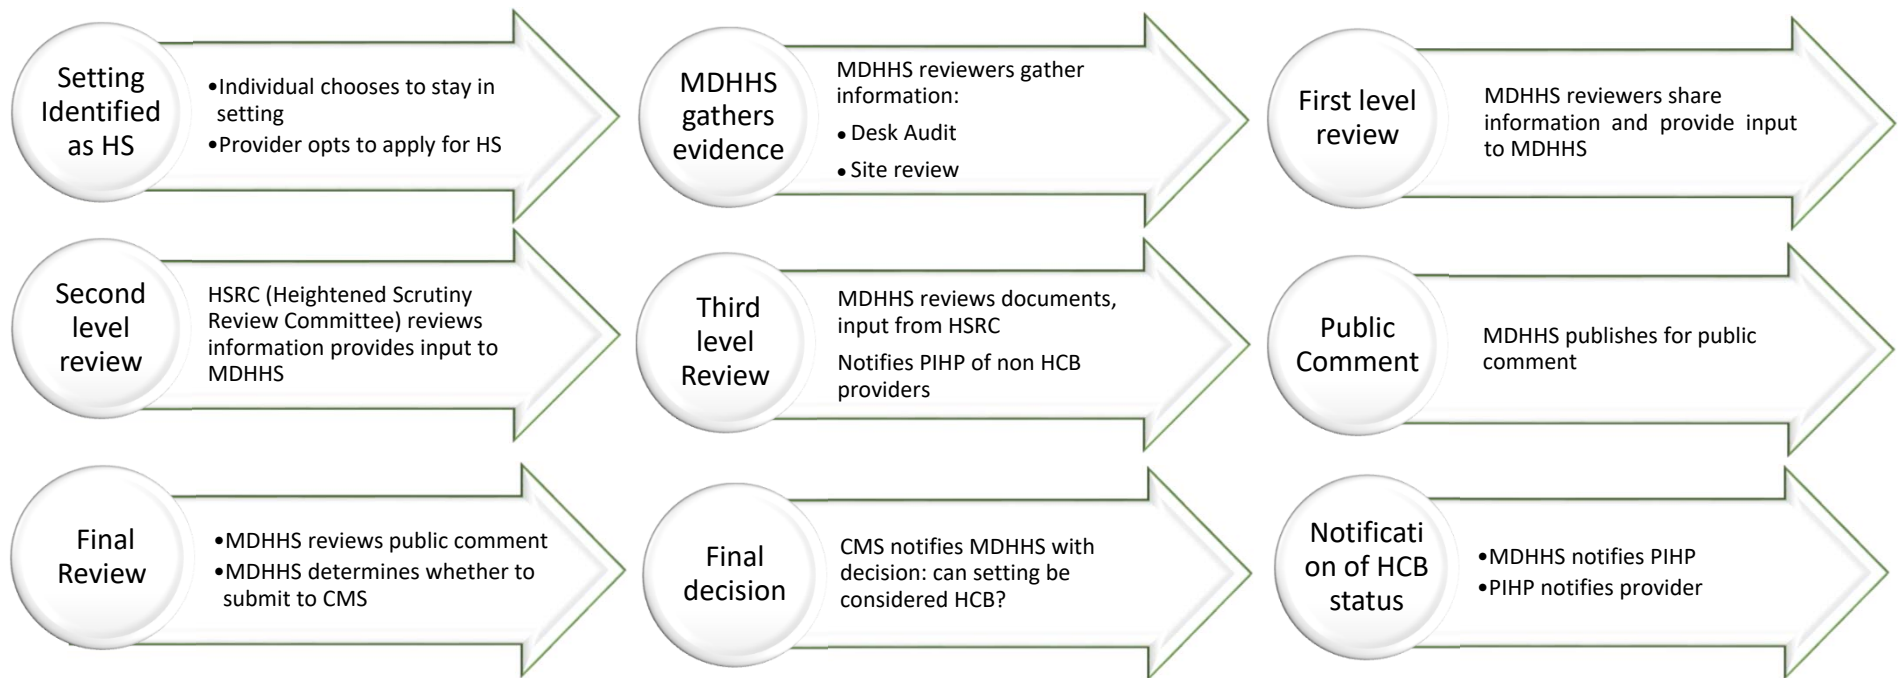 Setting
Identified
as HS
•Individual chooses to stay in
setting
•Provider opts to apply for HS
MDHHS
gathers
evidence
MDHHS reviewers gather
information:
• Desk Audit
• Site review
First level
review
MDHHS reviewers share
information and provide input
to MDHHS
Second
level
review
HSRC (Heightened Scrutiny
Review Committee) reviews
information provides input to
MDHHS
Third
level
Review
MDHHS reviews documents,
input from HSRC
Notifies PIHP of non HCB
providers
Public
Comment
MDHHS publishes for public
comment
Final
Review
•MDHHS reviews public comment
•MDHHS determines whether to
submit to CMS
Final
decision
CMS notifies MDHHS with
decision: can setting be
considered HCB?
Notificati
on of HCB
status
•MDHHS notifies PIHP
•PIHP notifies provider